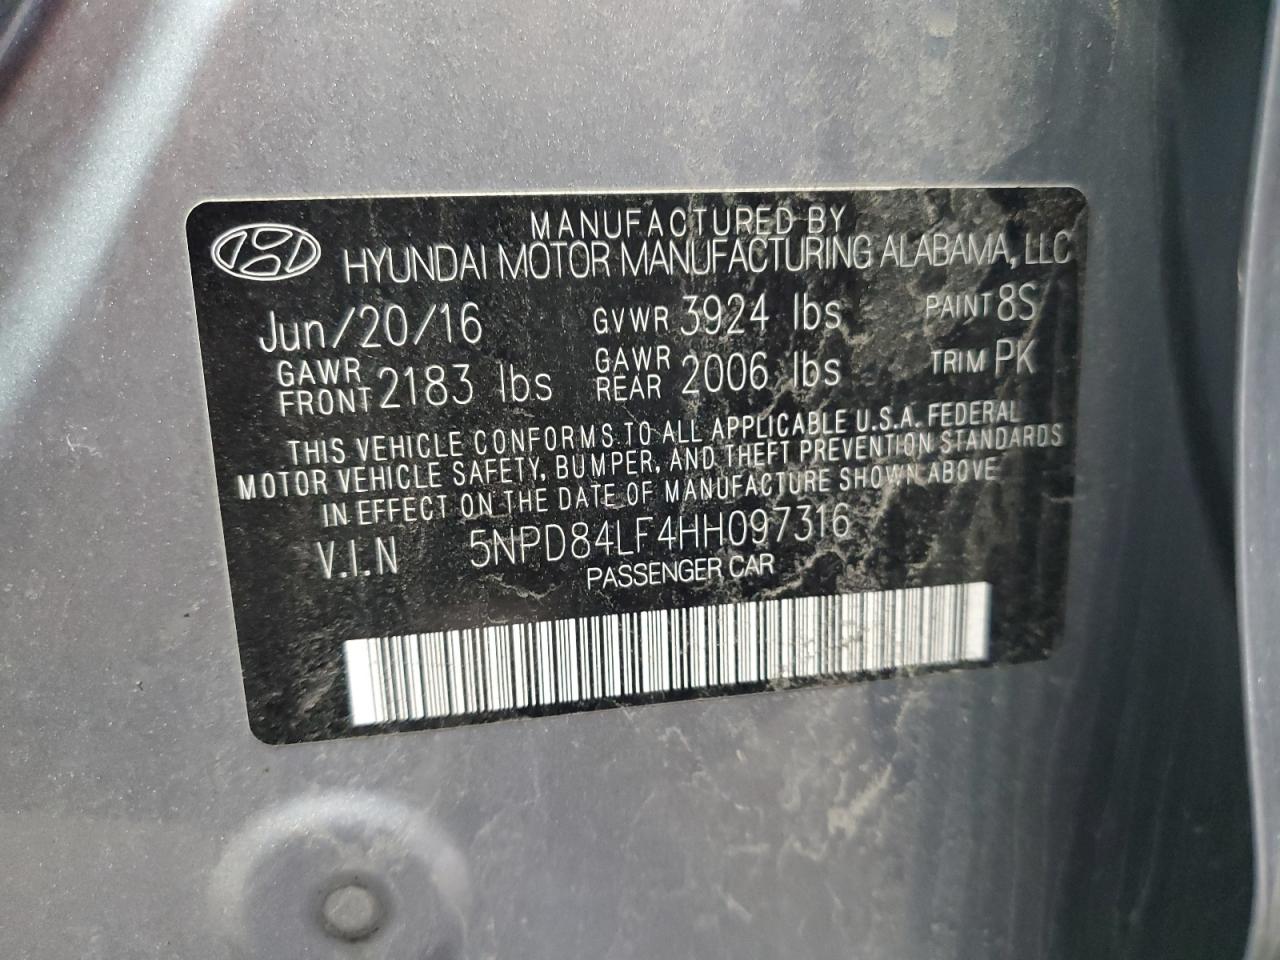 MANUFACTURED BY
HYUNDAI MOTOR MANUFACTURING ALABAMA, LLC
Jun/20/16 GVWR 3924 lbs PAINT 8S
GAWR FRONT 2183 lbs GAWR REAR 2006 lbs TRIM PK
THIS VEHICLE CONFORMS TO ALL APPLICABLE U.S.A. FEDERAL
MOTOR VEHICLE SAFETY, BUMPER, AND THEFT PREVENTION STANDARDS
IN EFFECT ON THE DATE OF MANUFACTURE SHOWN ABOVE
V.I.N 5NPD84LF4HH097316
PASSENGER CAR